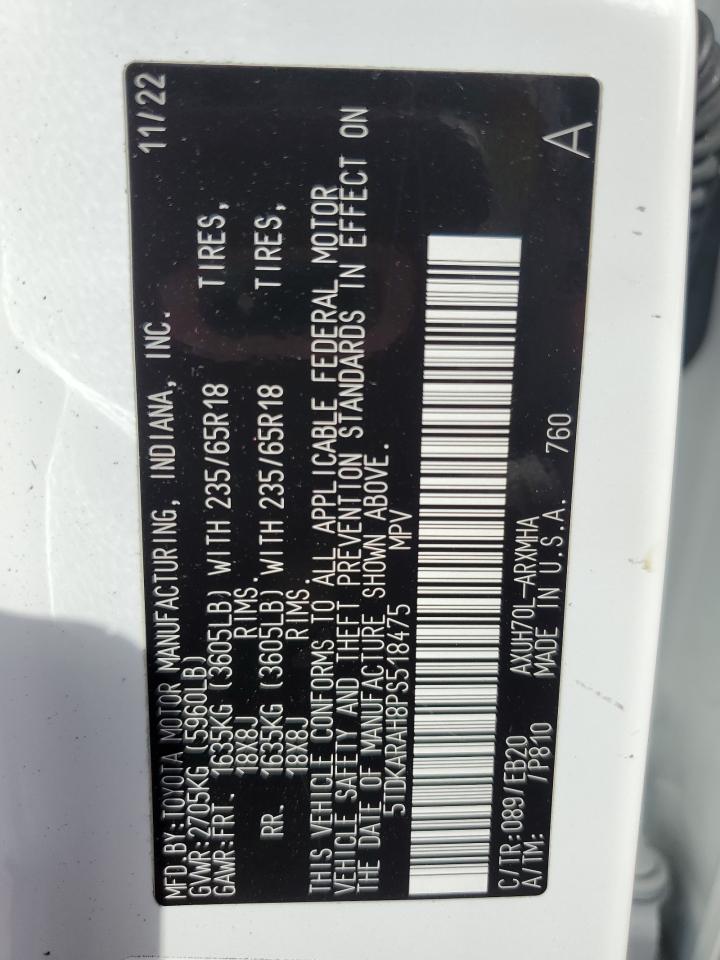 MFD.BY:TOYOTA MOTOR MANUFACTURING, INDIANA, INC. 11/22
GVWR:2705KG (5960LB)
GAWR:FRT. 1635KG (3605LB) WITH 235/65R18 TIRES,
18X8J RIMS.
RR. 1635KG (3605LB) WITH 235/65R18 TIRES,
18X8J RIMS.
THIS VEHICLE CONFORMS TO ALL APPLICABLE FEDERAL MOTOR
VEHICLE SAFETY AND THEFT PREVENTION STANDARDS IN EFFECT ON
THE DATE OF MANUFACTURE SHOWN ABOVE.
5TDKARAH8PS518475 MPV
C/TR:089/EB20 AXUH70L-ARXMHA 760 A
A/TM: /P810 MADE IN U.S.A.